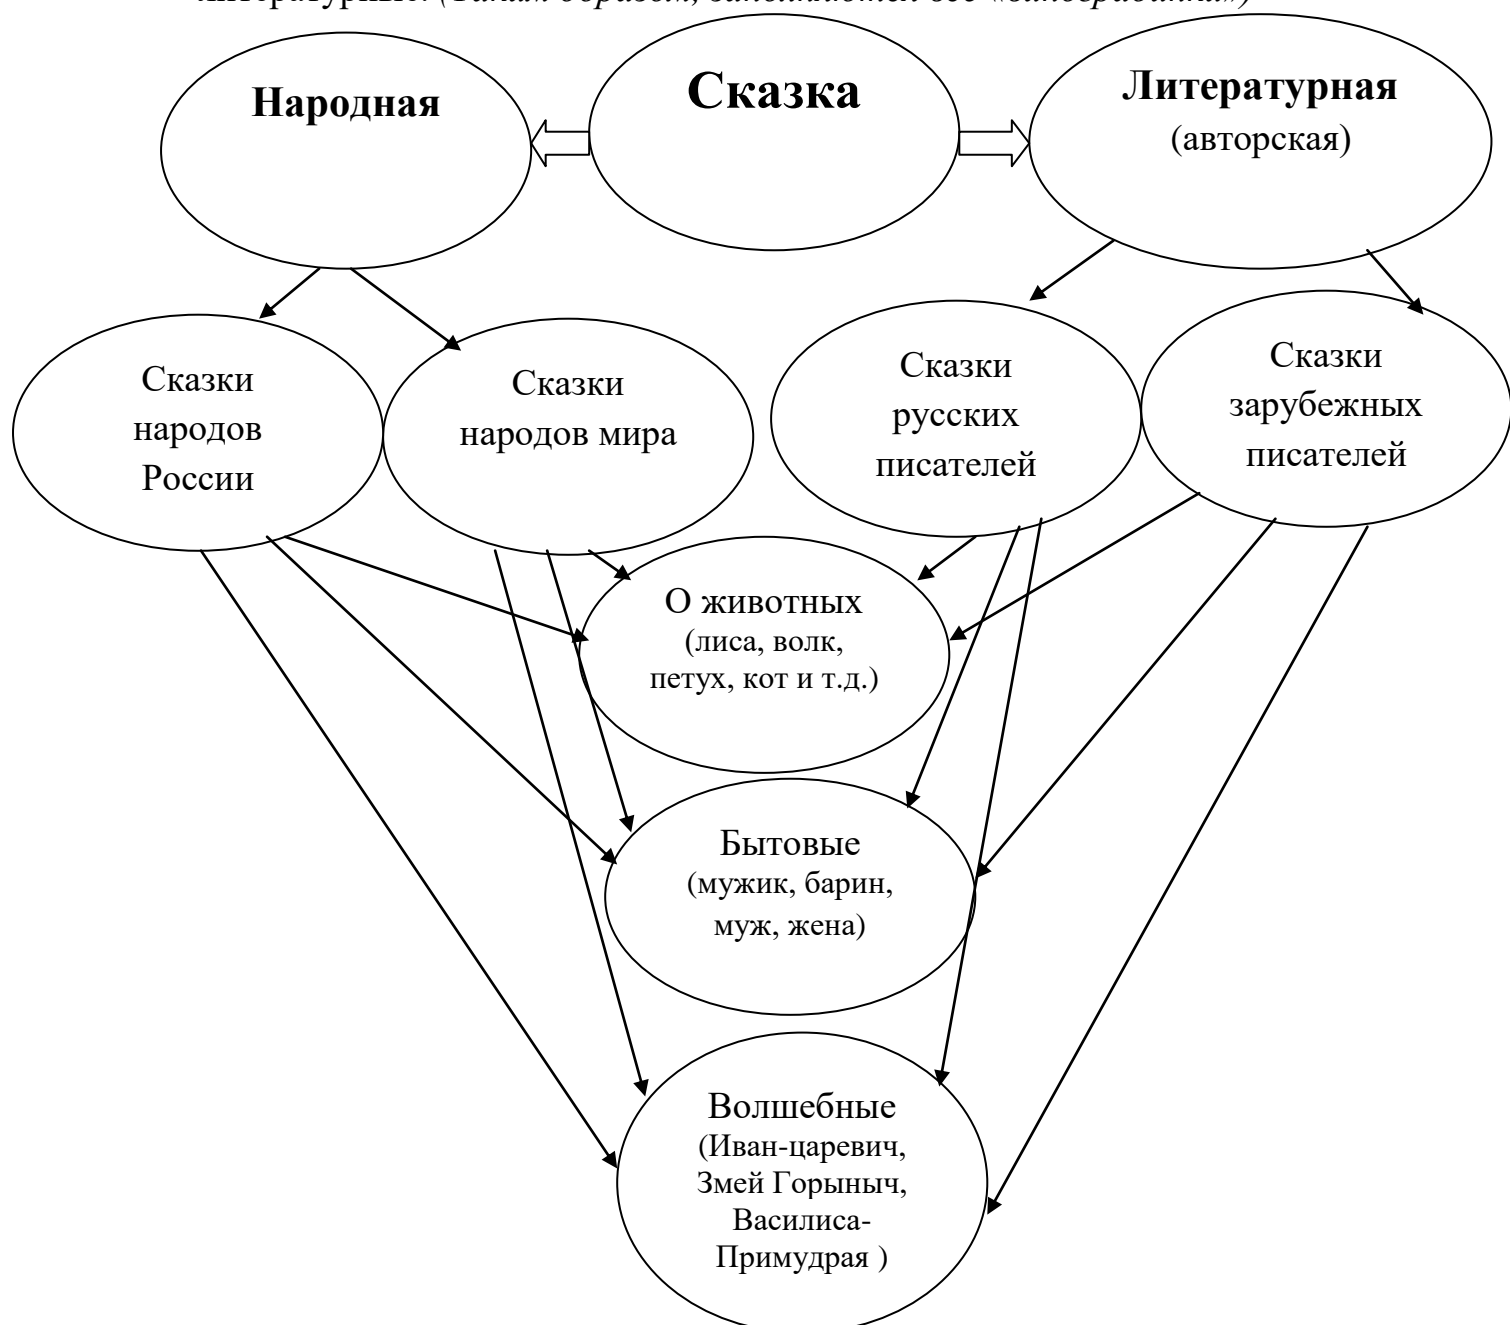 Народная
Сказка
Литературная
(авторская)
Сказки
народов
России
Сказки
народов мира
Сказки
русских
писателей
Сказки
зарубежных
писателей
О животных
(лиса, волк,
петух, кот и т.д.)
Бытовые
(мужик, барин,
муж, жена)
Волшебные
(Иван-царевич,
Змей Горыныч,
Василиса-
Примудрая )